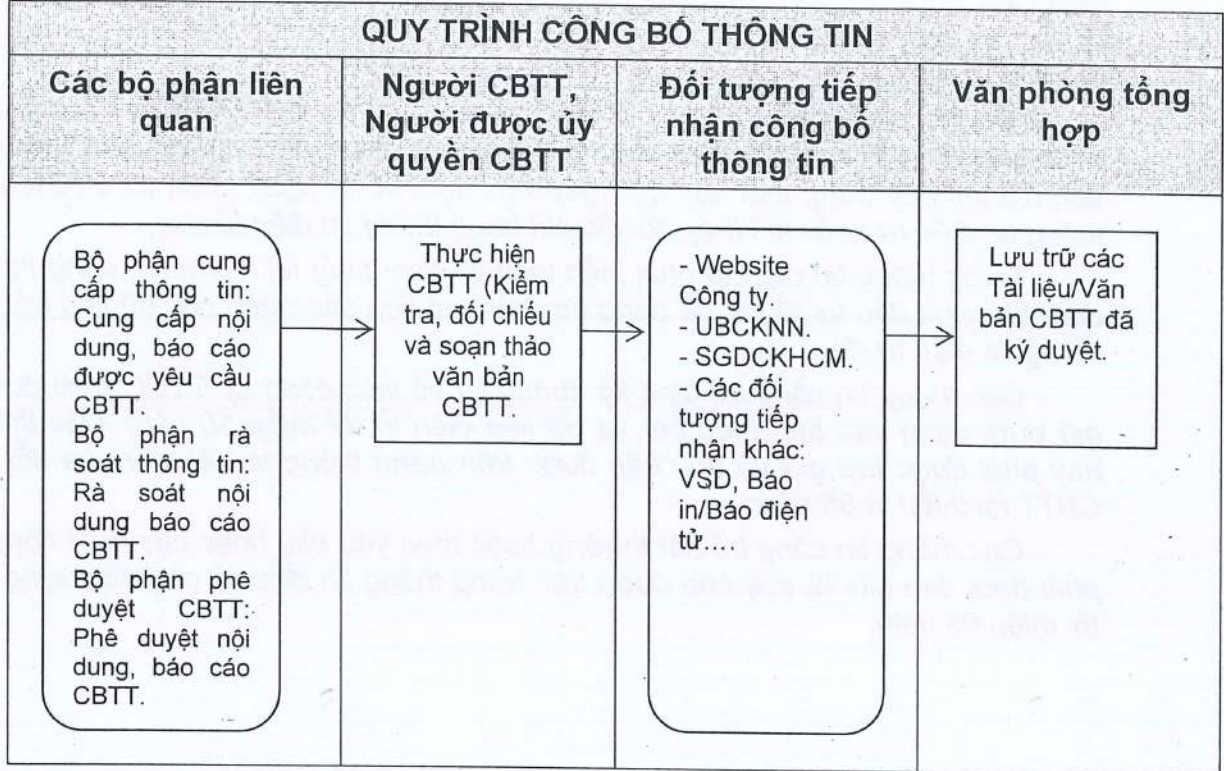 QUY TRÌNH CÔNG BỐ THÔNG TIN
Các bộ phận liên
quan
Người CBTT,
Người được ủy
quyền CBTT
Đối tượng tiếp
nhận công bố
thông tin
Văn phòng tổng
hợp
Bộ phận cung
cấp thông tin:
Cung cấp nội
dung, báo cáo
được yêu cầu
CBTT.
Bộ phận rà
soát thông tin:
Rà soát nội
dung báo cáo
CBTT.
Bộ phận phê
duyệt CBTT:
Phê duyệt nội
dung, báo cáo
CBTT.
Thực hiện
CBTT (Kiểm
tra, đối chiếu
và soạn thảo
văn bản
CBTT.
- Website
Công ty.
- UBCKNN.
- SGDCKHCM.
- Các đối
tượng tiếp
nhận khác:
VSD, Báo
in/Báo điện
tử…
Lưu trữ các
Tài liệu/Văn
bản CBTT đã
ký duyệt.